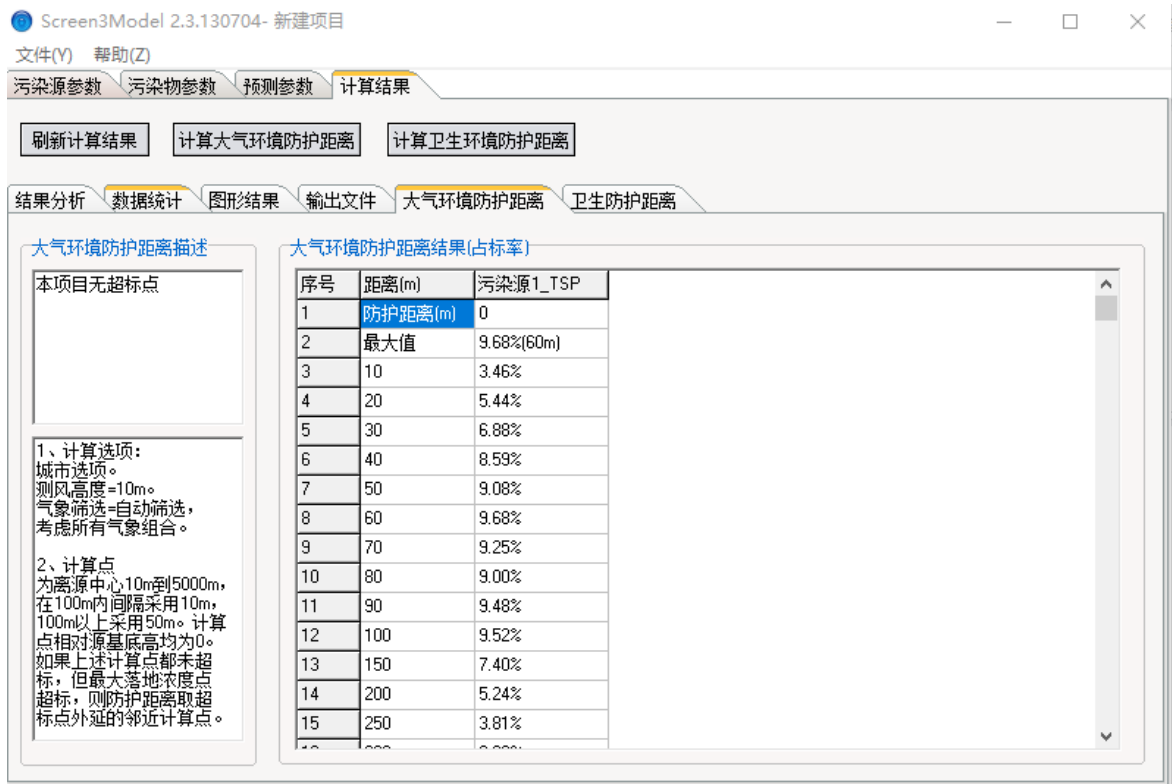 Screen3Model 2.3.130704- 新建项目
文件(Y) 帮助(Z)
污染源参数 污染物参数 预测参数 计算结果
刷新计算结果 计算大气环境防护距离 计算卫生环境防护距离
结果分析 数据统计 图形结果 输出文件 大气环境防护距离 卫生防护距离
大气环境防护距离描述
本项目无超标点
1、计算选项:
城市选项。
测风高度=10m。
气象筛选=自动筛选,
考虑所有气象组合。
2、计算点
为离源中心10m到5000m,
在100m内间隔采用10m,
100m以上采用50m。计算
点相对源基底高均为0。
如果上述计算点都未超
标,但最大落地浓度点
超标,则防护距离取超
标点外延的邻近计算点。
大气环境防护距离结果(占标率)
序号 距离(m) 污染源1_TSP
1 防护距离(m) 0
2 最大值 9.68%(60m)
3 10 3.46%
4 20 5.44%
5 30 6.88%
6 40 8.59%
7 50 9.08%
8 60 9.68%
9 70 9.25%
10 80 9.00%
11 90 9.48%
12 100 9.52%
13 150 7.40%
14 200 5.24%
15 250 3.81%